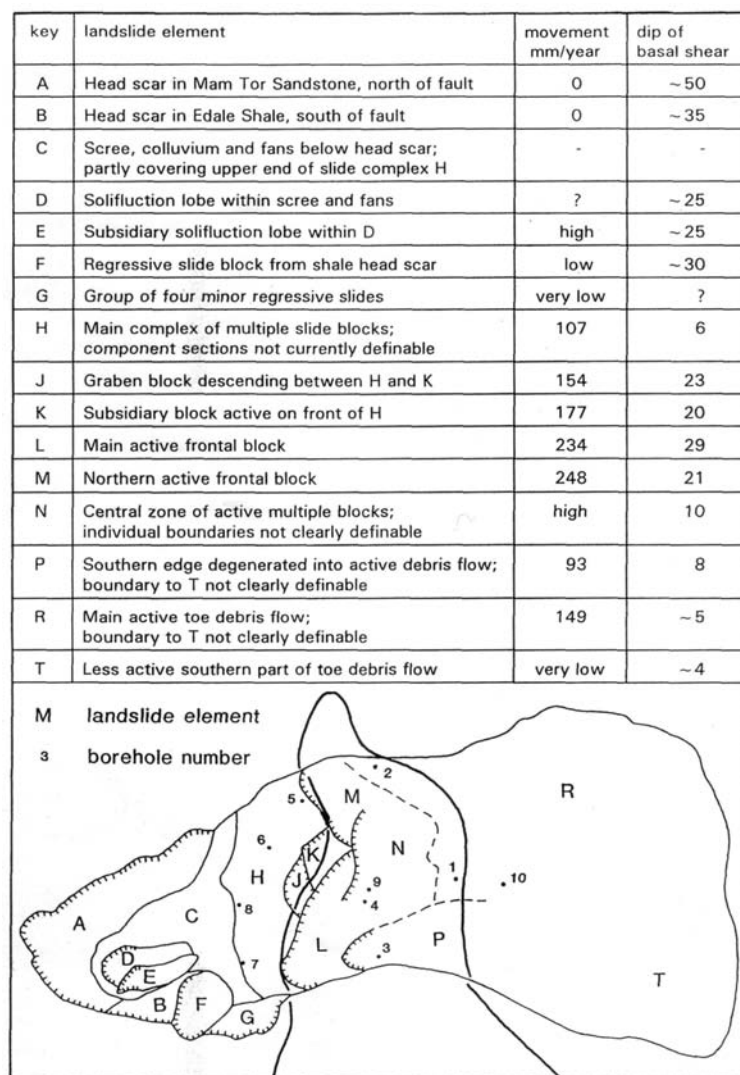 key landslide element movement dip of
mm/year basal shear
A Head scar in Mam Tor Sandstone, north of fault 0 ~50
B Head scar in Edale Shale, south of fault 0 ~35
C Scree, colluvium and fans below head scar; - -
partly covering upper end of slide complex H
D Solifluction lobe within scree and fans ? ~25
E Subsidiary solifluction lobe within D high ~25
F Regressive slide block from shale head scar low ~30
G Group of four minor regressive slides very low ?
H Main complex of multiple slide blocks; 107 6
component sections not currently definable
J Graben block descending between H and K 154 23
K Subsidiary block active on front of H 177 20
L Main active frontal block 234 29
M Northern active frontal block 248 21
N Central zone of active multiple blocks; high 10
individual boundaries not clearly definable
P Southern edge degenerated into active debris flow; 93 8
boundary to T not clearly definable
R Main active toe debris flow; 149 ~5
boundary to T not clearly definable
T Less active southern part of toe debris flow very low ~4
M landslide element
3 borehole number
2
5 M R
6 K N
H J 1 10
A C 8 9
4
D 7 L 3 P
E
B F G T